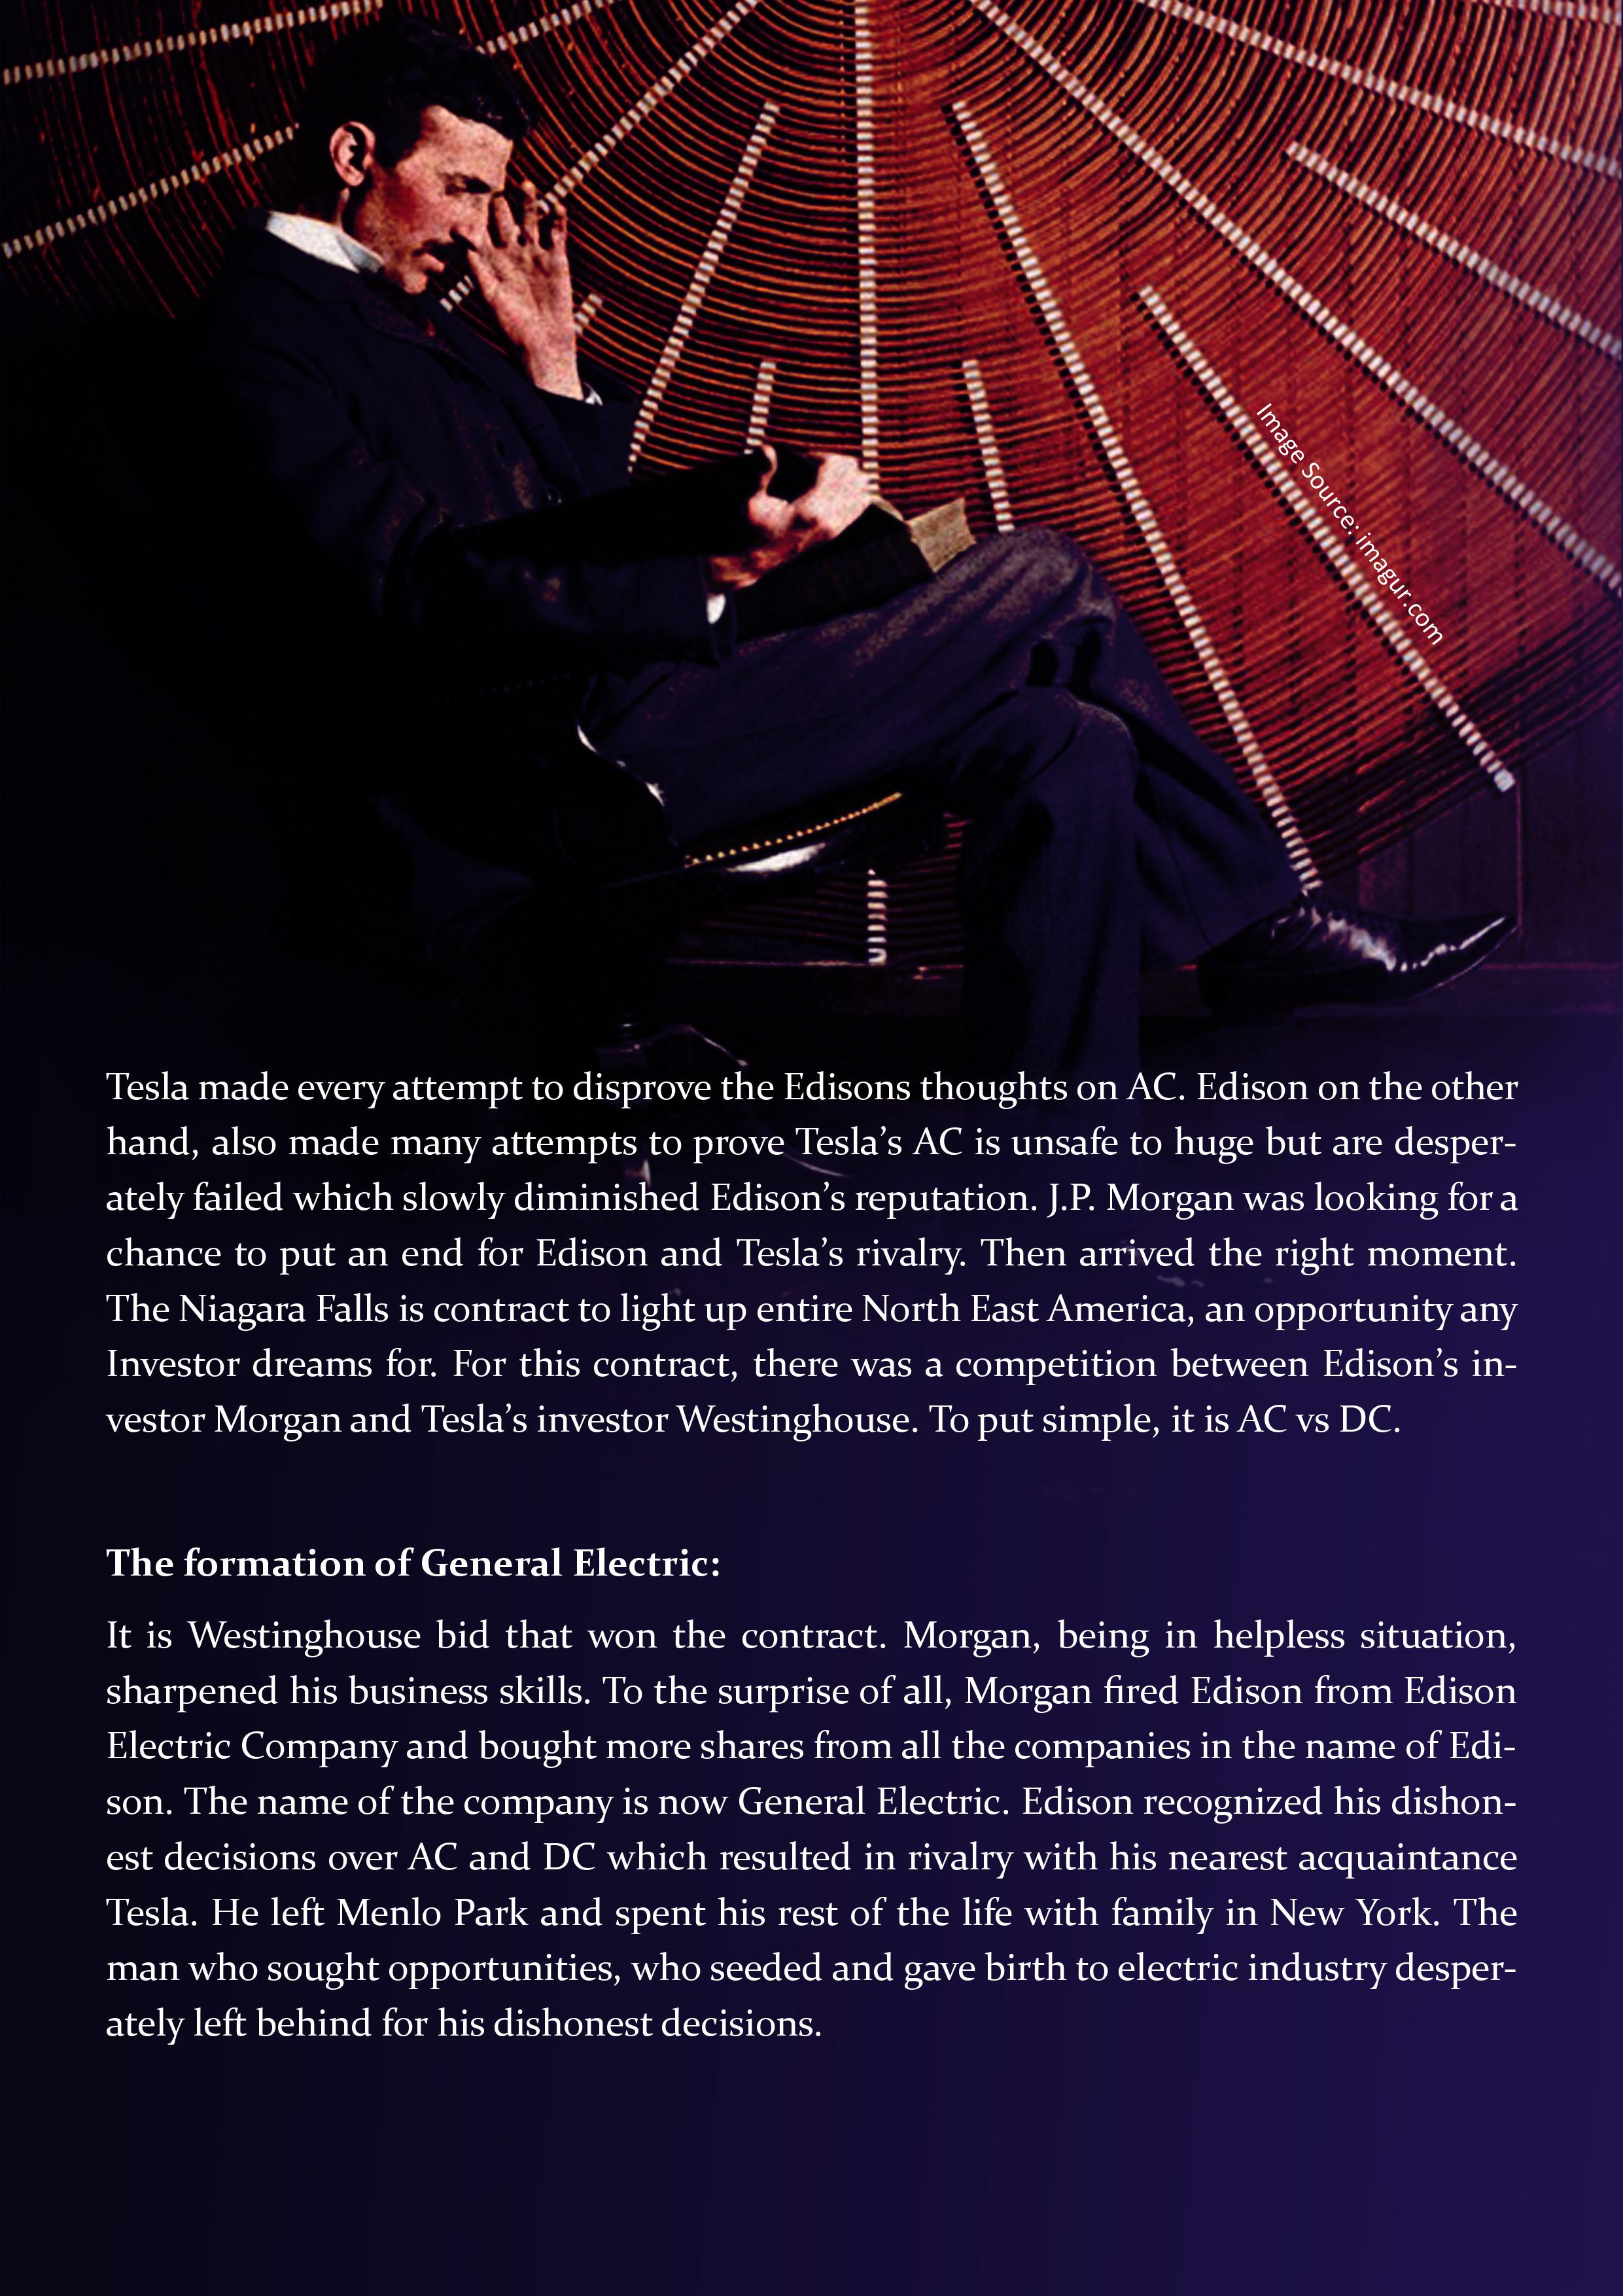 Image Source: imagur.com
Tesla made every attempt to disprove the Edisons thoughts on AC. Edison on the other
hand, also made many attempts to prove Tesla’s AC is unsafe to huge but are desper-
ately failed which slowly diminished Edison’s reputation. J.P. Morgan was looking for a
chance to put an end for Edison and Tesla’s rivalry. Then arrived the right moment.
The Niagara Falls is contract to light up entire North East America, an opportunity any
Investor dreams for. For this contract, there was a competition between Edison’s in-
vestor Morgan and Tesla’s investor Westinghouse. To put simple, it is AC vs DC.
The formation of General Electric:
It is Westinghouse bid that won the contract. Morgan, being in helpless situation,
sharpened his business skills. To the surprise of all, Morgan fired Edison from Edison
Electric Company and bought more shares from all the companies in the name of Edi-
son. The name of the company is now General Electric. Edison recognized his dishon-
est decisions over AC and DC which resulted in rivalry with his nearest acquaintance
Tesla. He left Menlo Park and spent his rest of the life with family in New York. The
man who sought opportunities, who seeded and gave birth to electric industry desper-
ately left behind for his dishonest decisions.